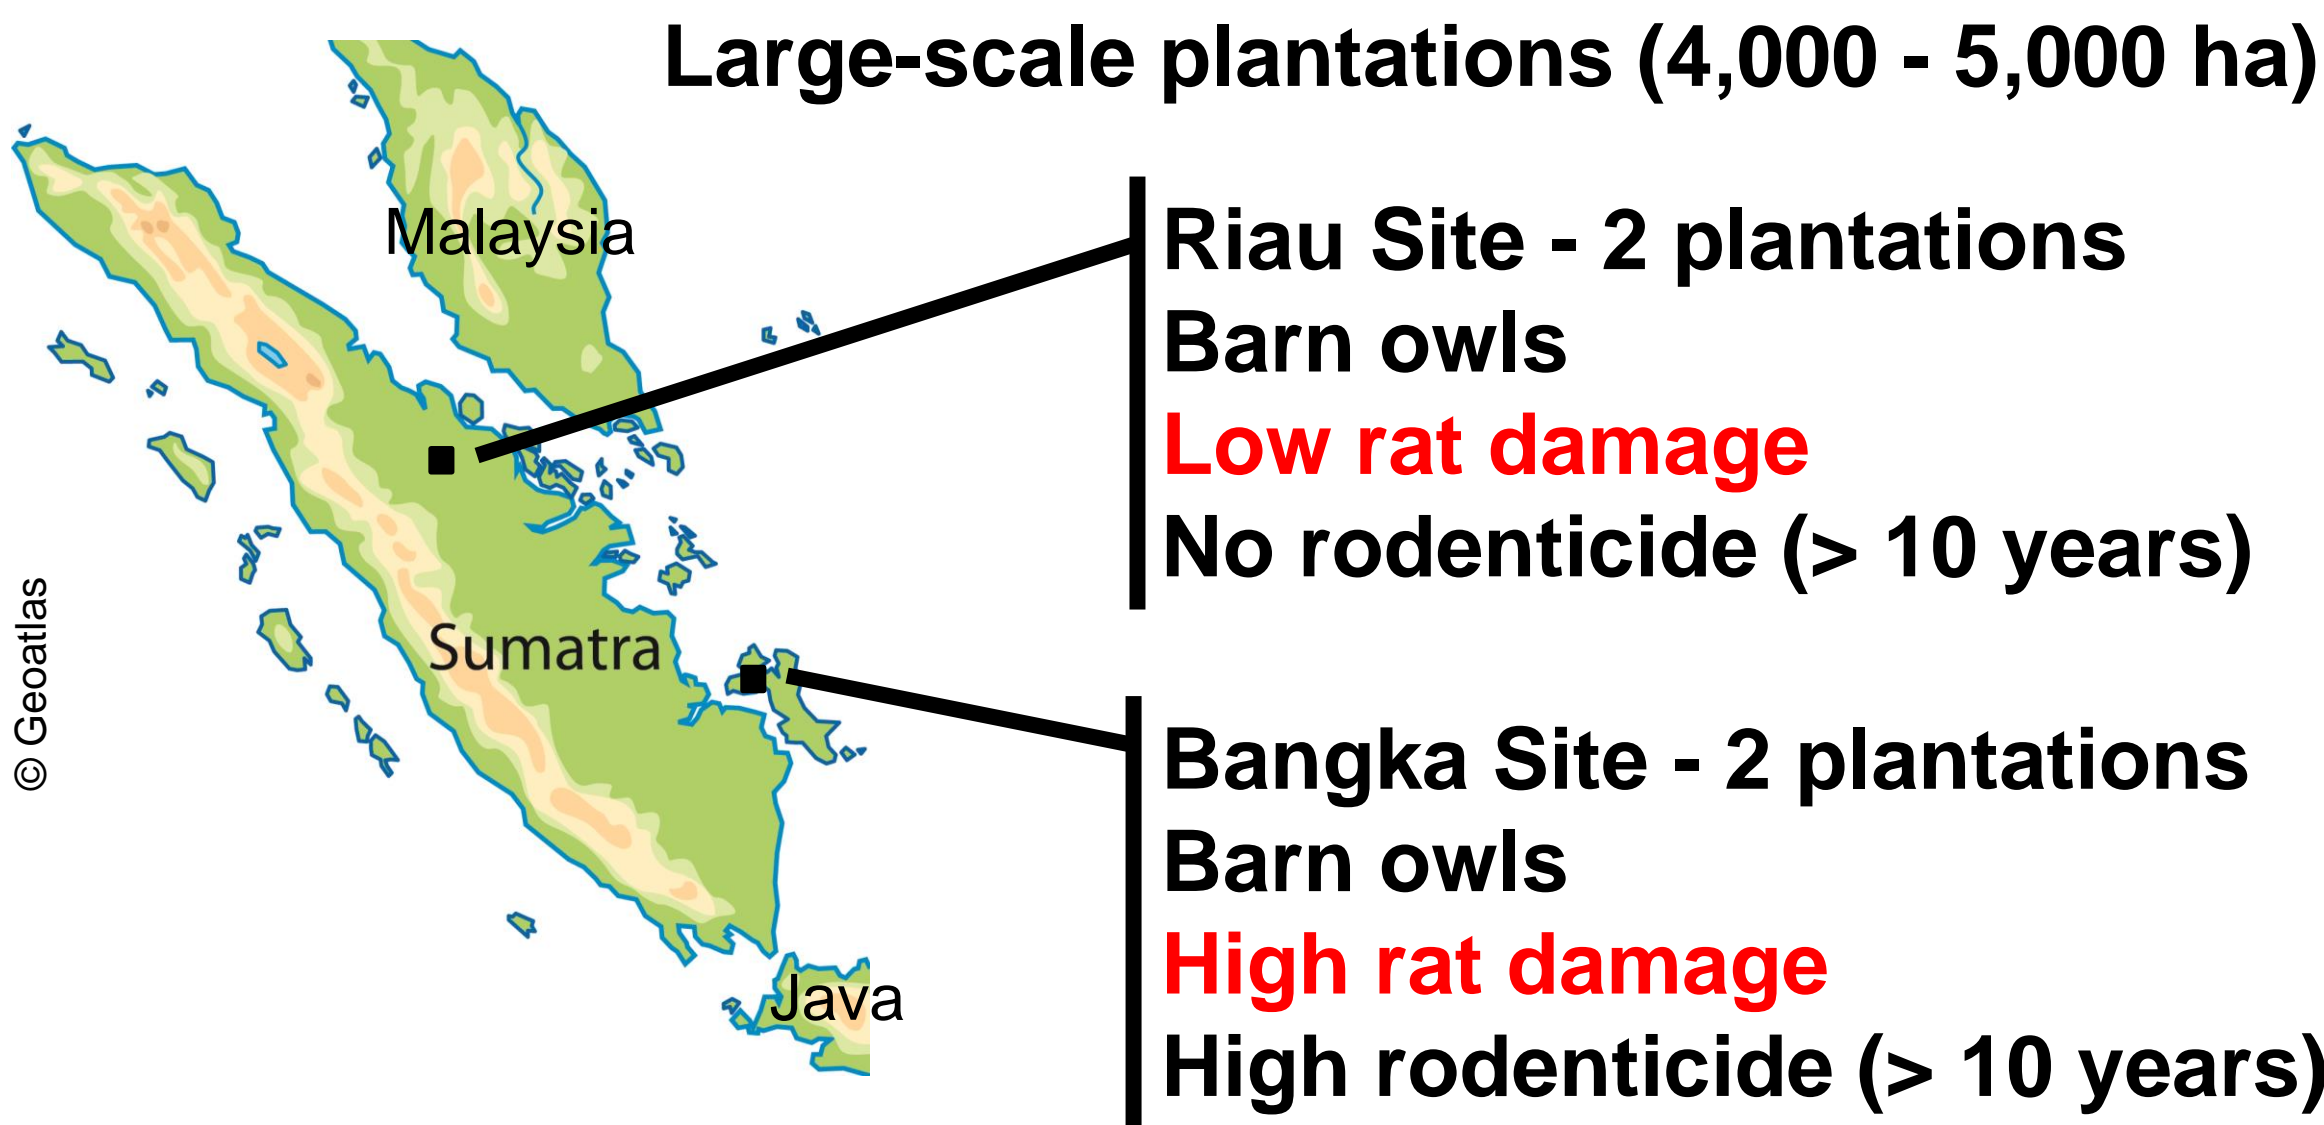 Large-scale plantations (4,000 - 5,000 ha)
Malaysia
Riau Site - 2 plantations
Barn owls
Low rat damage
No rodenticide (> 10 years)
© Geoatlas
Sumatra
Bangka Site - 2 plantations
Barn owls
High rat damage
High rodenticide (> 10 years)
Java